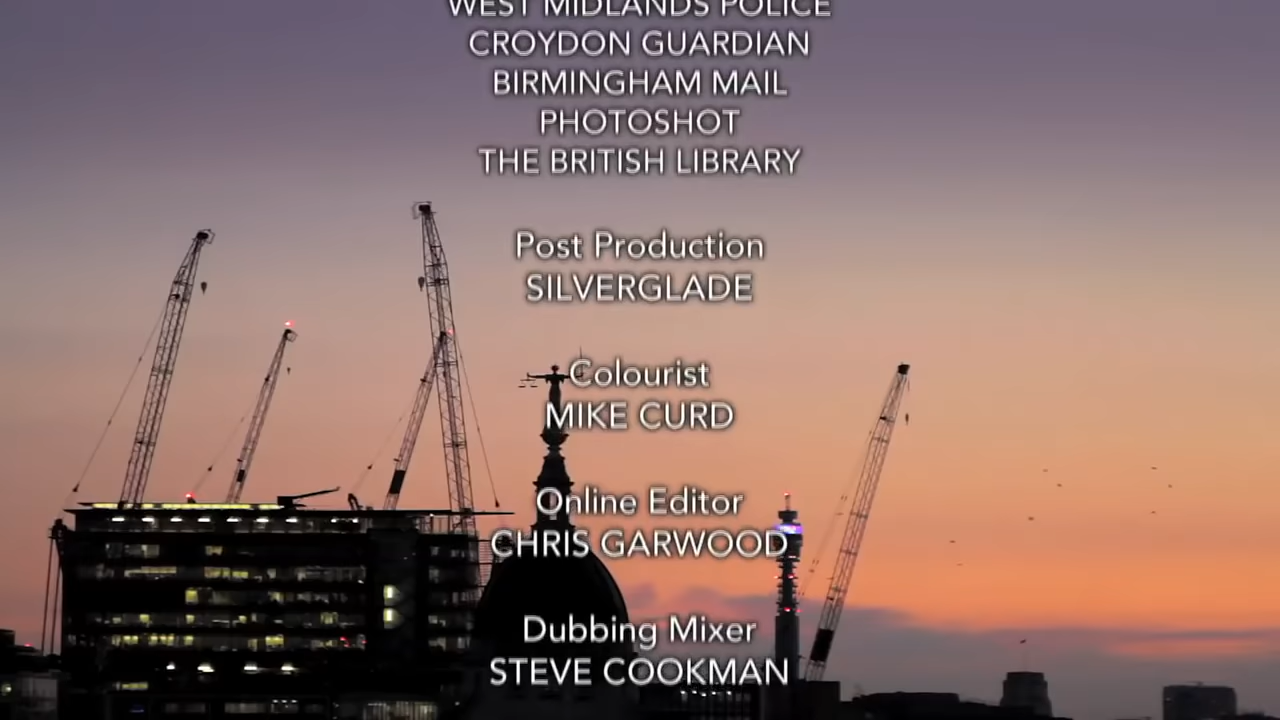 WEST MIDLANDS POLICE
CROYDON GUARDIAN
BIRMINGHAM MAIL
PHOTOSHOT
THE BRITISH LIBRARY
Post Production
SILVERGLADE
Colourist
MIKE CURD
Online Editor
CHRIS GARWOOD
Dubbing Mixer
STEVE COOKMAN